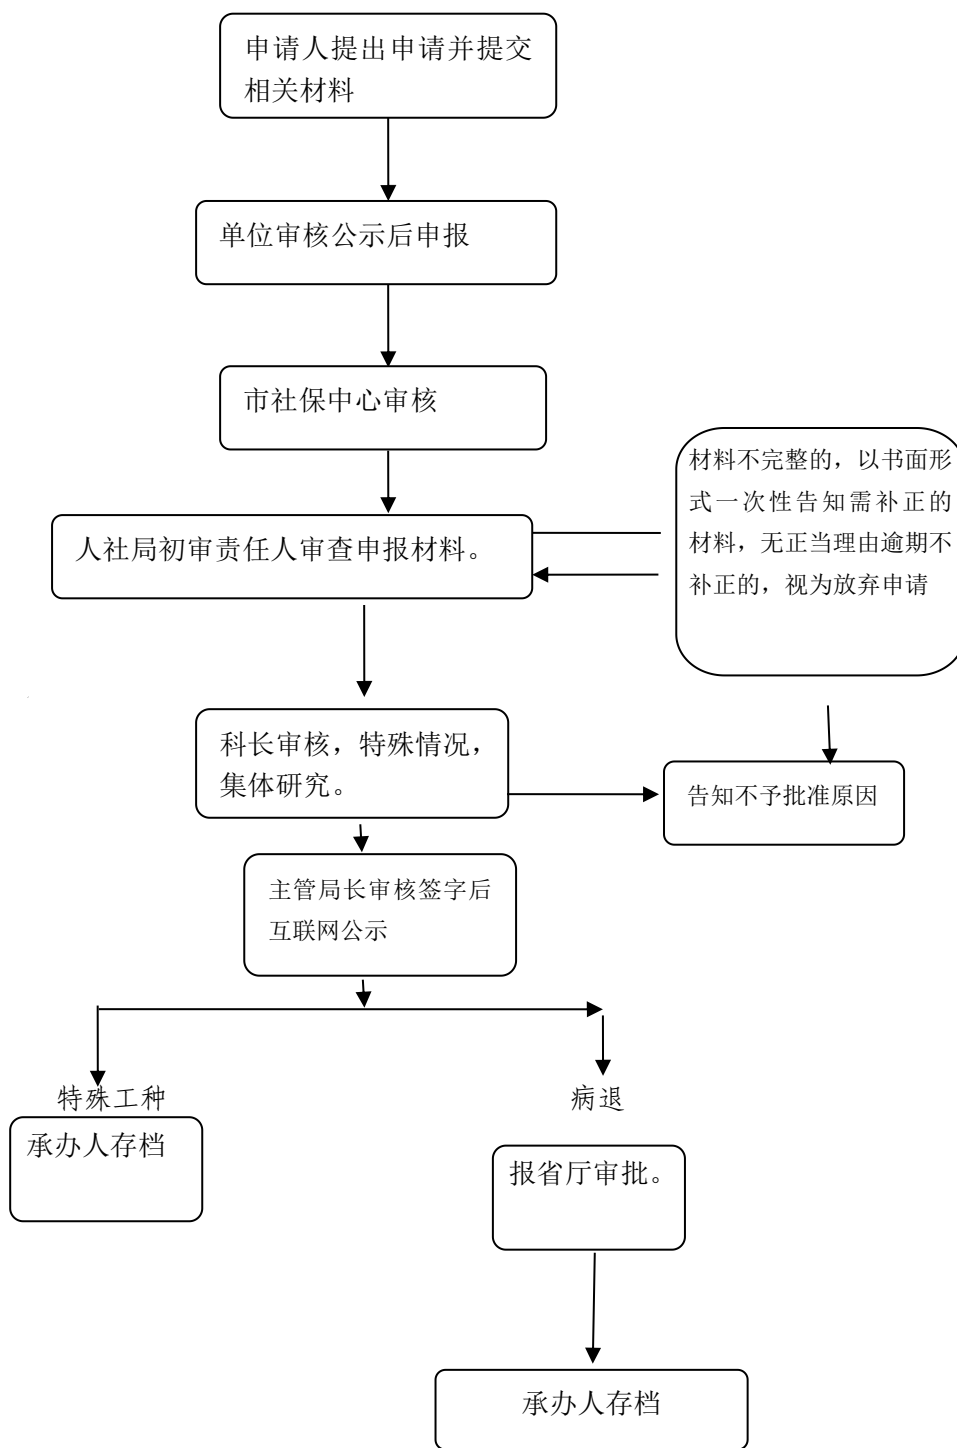 申请人提出申请并提交
相关材料
单位审核公示后申报
市社保中心审核
材料不完整的，以书面形
式一次性告知需补正的
材料，无正当理由逾期不
补正的，视为放弃申请
人社局初审责任人审查申报材料。
科长审核，特殊情况，
集体研究。
告知不予批准原因
主管局长审核签字后
互联网公示
特殊工种
病退
承办人存档
报省厅审批。
承办人存档